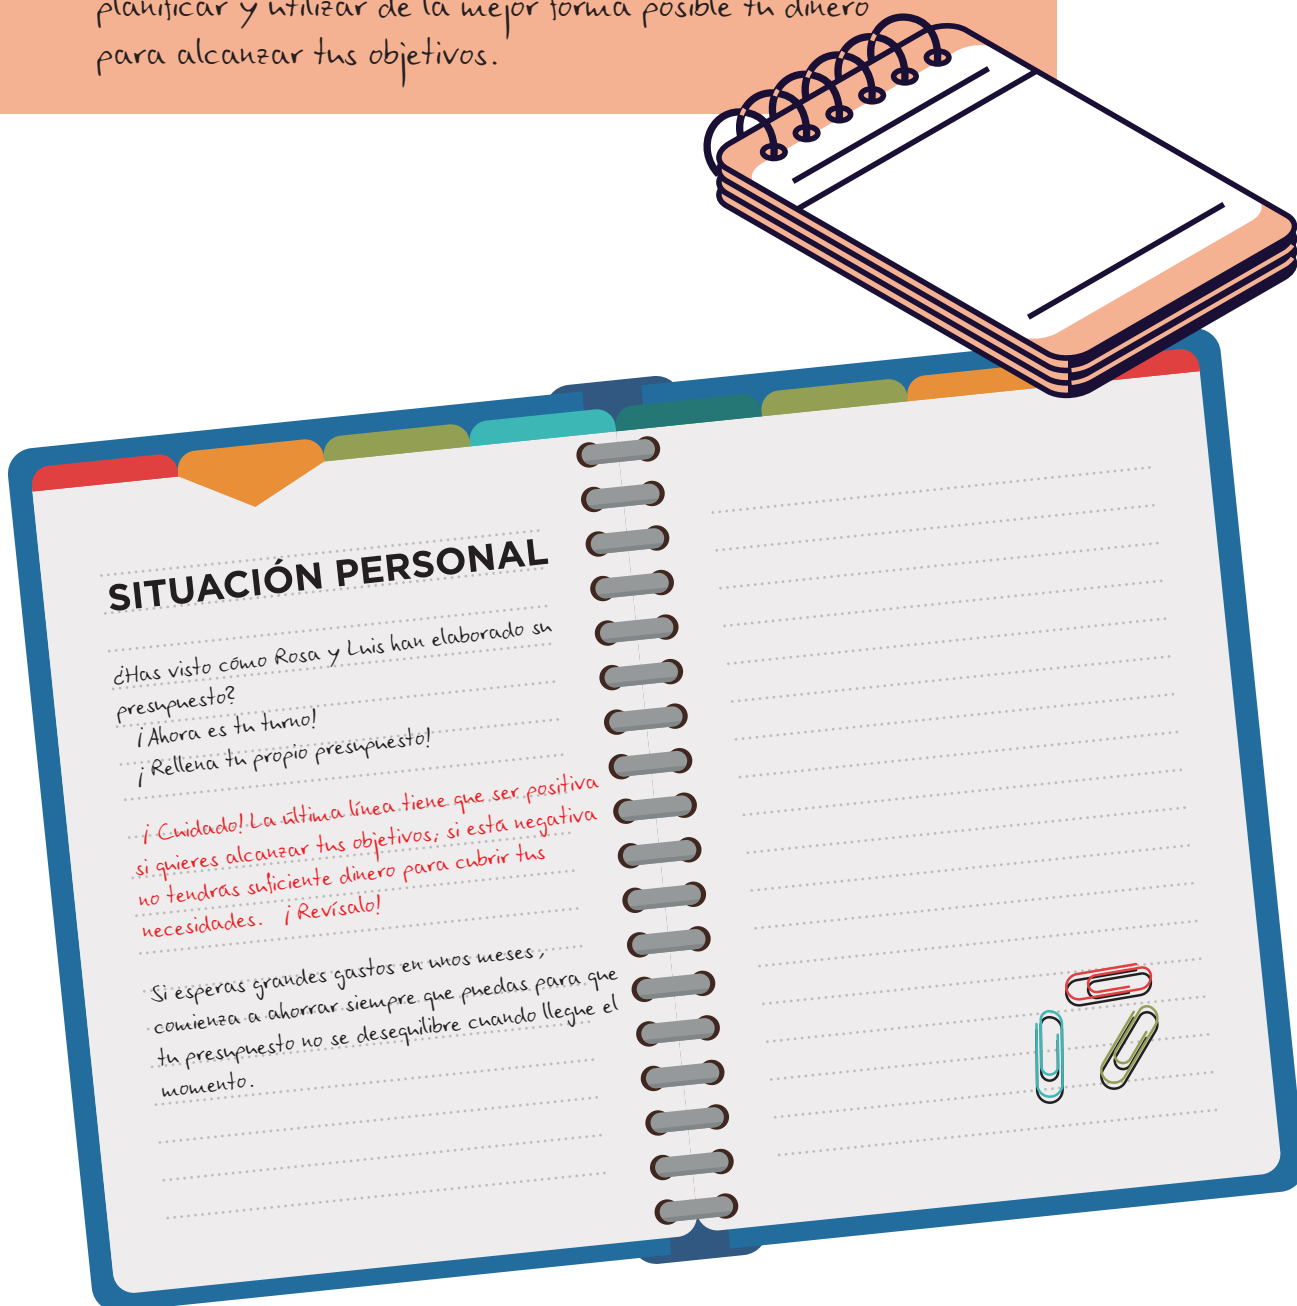 planificar y utilizar de la mejor forma posible tu dinero
para alcanzar tus objetivos.
SITUACIÓN PERSONAL
¿Has visto cómo Rosa y Luis han elaborado su
presupuesto?
¡Ahora es tu turno!
¡Rellena tu propio presupuesto!
¡Cuidado! La última línea tiene que ser positiva
si quieres alcanzar tus objetivos; si está negativa
no tendrás suficiente dinero para cubrir tus
necesidades. ¡Revísalo!
Si esperas grandes gastos en unos meses,
comienza a ahorrar siempre que puedas para que
tu presupuesto no se desequilibre cuando llegue el
momento.